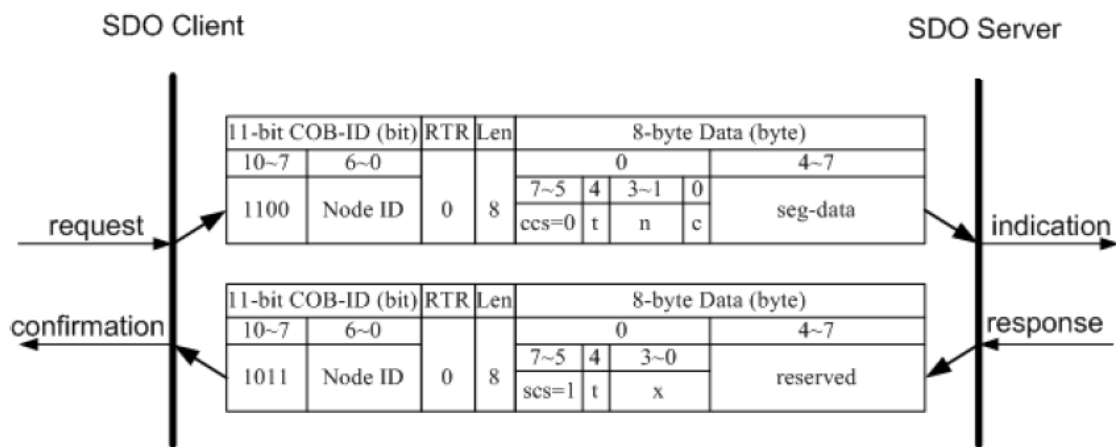 SDO Client
SDO Server
11-bit COB-ID (bit) RTR Len 8-byte Data (byte)
10~7 6~0 0 4~7
7~5 4 3~1 0
1100 Node ID 0 8 seg-data
ccs=0 t n c
request
indication
11-bit COB-ID (bit) RTR Len 8-byte Data (byte)
10~7 6~0 0 4~7
confirmation
response
7~5 4 3~0
1011 Node ID 0 8 reserved
scs=1 t x